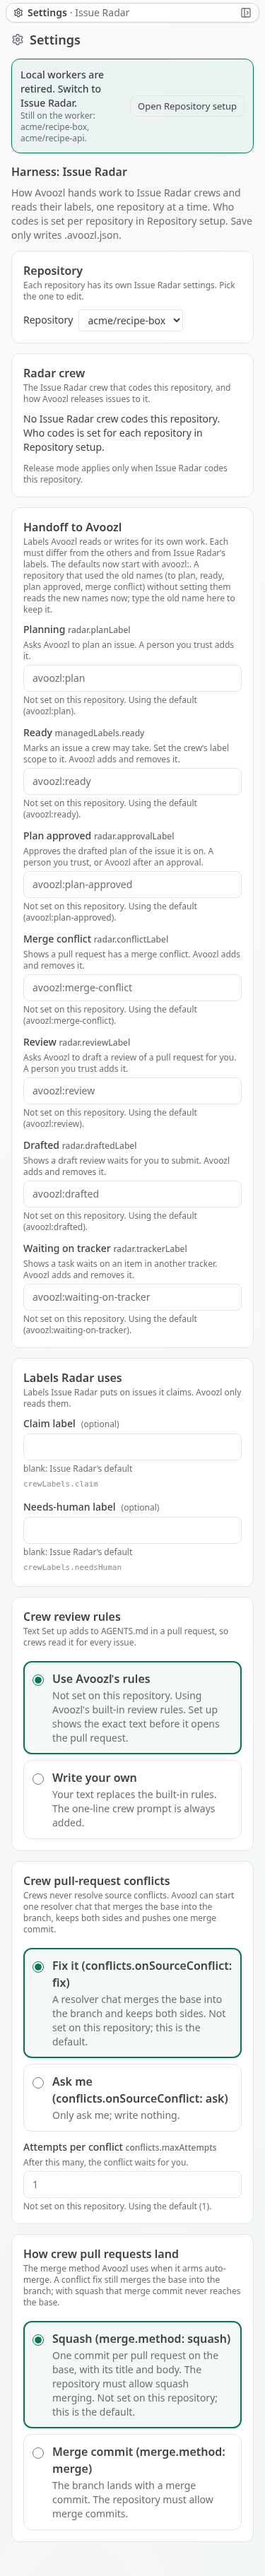 Settings · Issue Radar
Settings
Local workers are
retired. Switch to
Issue Radar.
Still on the worker:
acme/recipe-box,
acme/recipe-api.
Open Repository setup
Harness: Issue Radar
How Avoozl hands work to Issue Radar crews and
reads their labels, one repository at a time. Who
codes is set per repository in Repository setup. Save
only writes .avoozl.json.
Repository
Each repository has its own Issue Radar settings. Pick
the one to edit.
Repository acme/recipe-box
Radar crew
The Issue Radar crew that codes this repository, and
how Avoozl releases issues to it.
No Issue Radar crew codes this repository.
Who codes is set for each repository in
Repository setup.
Release mode applies only when Issue Radar codes
this repository.
Handoff to Avoozl
Labels Avoozl reads or writes for its own work. Each
must differ from the others and from Issue Radar's
labels. The defaults now start with avoozl:. A
repository that used the old names (to plan, ready,
plan approved, merge conflict) without setting them
reads the new names now; type the old name here to
keep it.
Planning radar.planLabel
Asks Avoozl to plan an issue. A person you trust adds
it.
avoozl:plan
Not set on this repository. Using the default
(avoozl:plan).
Ready managedLabels.ready
Marks an issue a crew may take. Set the crew's label
scope to it. Avoozl adds and removes it.
avoozl:ready
Not set on this repository. Using the default
(avoozl:ready).
Plan approved radar.approvalLabel
Approves the drafted plan of the issue it is on. A
person you trust, or Avoozl after an approval.
avoozl:plan-approved
Not set on this repository. Using the default
(avoozl:plan-approved).
Merge conflict radar.conflictLabel
Shows a pull request has a merge conflict. Avoozl adds
and removes it.
avoozl:merge-conflict
Not set on this repository. Using the default
(avoozl:merge-conflict).
Review radar.reviewLabel
Asks Avoozl to draft a review of a pull request for you.
A person you trust adds it.
avoozl:review
Not set on this repository. Using the default
(avoozl:review).
Drafted radar.draftedLabel
Shows a draft review waits for you to submit. Avoozl
adds and removes it.
avoozl:drafted
Not set on this repository. Using the default
(avoozl:drafted).
Waiting on tracker radar.trackerLabel
Shows a task waits on an item in another tracker.
Avoozl adds and removes it.
avoozl:waiting-on-tracker
Not set on this repository. Using the default
(avoozl:waiting-on-tracker).
Labels Radar uses
Labels Issue Radar puts on issues it claims. Avoozl only
reads them.
Claim label (optional)
blank: Issue Radar's default
crewLabels.claim
Needs-human label (optional)
blank: Issue Radar's default
crewLabels.needsHuman
Crew review rules
Text Set up adds to AGENTS.md in a pull request, so
crews read it for every issue.
Use Avoozl's rules
Not set on this repository. Using
Avoozl's built-in review rules. Set up
shows the exact text before it opens
the pull request.
Write your own
Your text replaces the built-in rules.
The one-line crew prompt is always
added.
Crew pull-request conflicts
Crews never resolve source conflicts. Avoozl can start
one resolver chat that merges the base into the
branch, keeps both sides and pushes one merge
commit.
Fix it (conflicts.onSourceConflict:
fix)
A resolver chat merges the base into
the branch and keeps both sides. Not
set on this repository; this is the
default.
Ask me
(conflicts.onSourceConflict: ask)
Only ask me; write nothing.
Attempts per conflict conflicts.maxAttempts
After this many, the conflict waits for you.
1
Not set on this repository. Using the default (1).
How crew pull requests land
The merge method Avoozl uses when it arms auto-
merge. A conflict fix still merges the base into the
branch; with squash that merge commit never reaches
the base.
Squash (merge.method: squash)
One commit per pull request on the
base, with its title and body. The
repository must allow squash
merging. Not set on this repository;
this is the default.
Merge commit (merge.method:
merge)
The branch lands with a merge
commit. The repository must allow
merge commits.